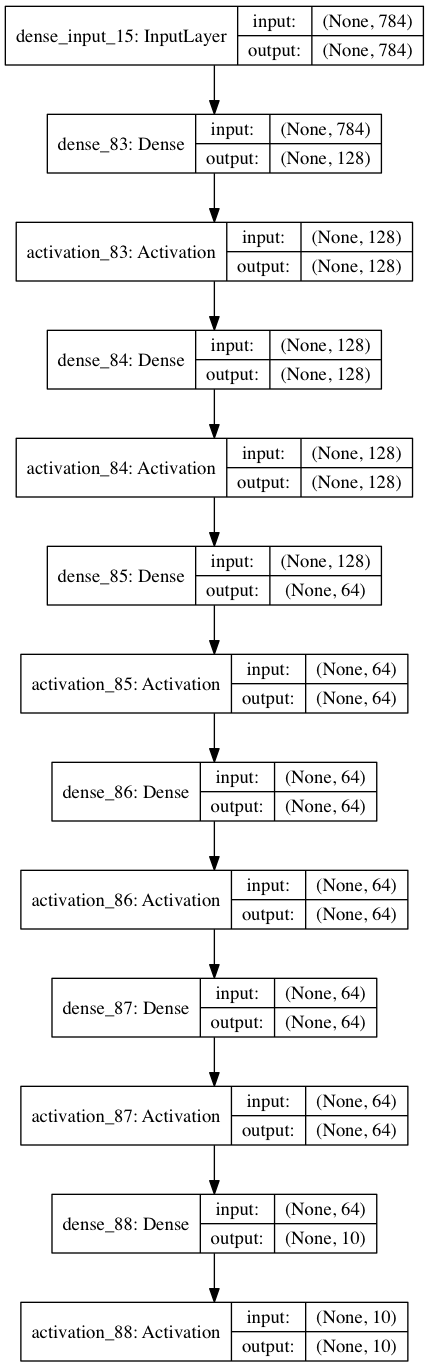 dense_input_15: InputLayer
input: (None, 784)
output: (None, 784)
dense_83: Dense
input: (None, 784)
output: (None, 128)
activation_83: Activation
input: (None, 128)
output: (None, 128)
dense_84: Dense
input: (None, 128)
output: (None, 128)
activation_84: Activation
input: (None, 128)
output: (None, 128)
dense_85: Dense
input: (None, 128)
output: (None, 64)
activation_85: Activation
input: (None, 64)
output: (None, 64)
dense_86: Dense
input: (None, 64)
output: (None, 64)
activation_86: Activation
input: (None, 64)
output: (None, 64)
dense_87: Dense
input: (None, 64)
output: (None, 64)
activation_87: Activation
input: (None, 64)
output: (None, 64)
dense_88: Dense
input: (None, 64)
output: (None, 10)
activation_88: Activation
input: (None, 10)
output: (None, 10)